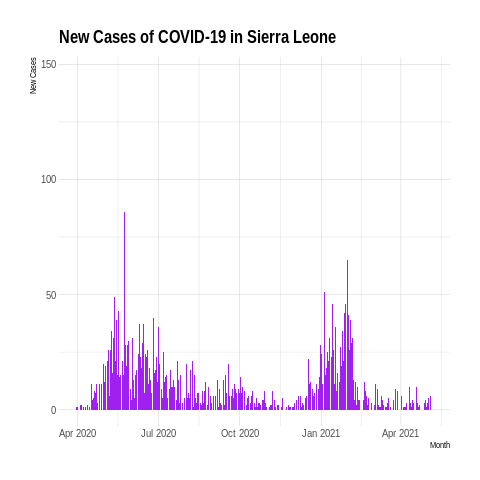 New Cases of COVID-19 in Sierra Leone
New Cases
150
100
50
0
Apr 2020
Jul 2020
Oct 2020
Jan 2021
Apr 2021
Month